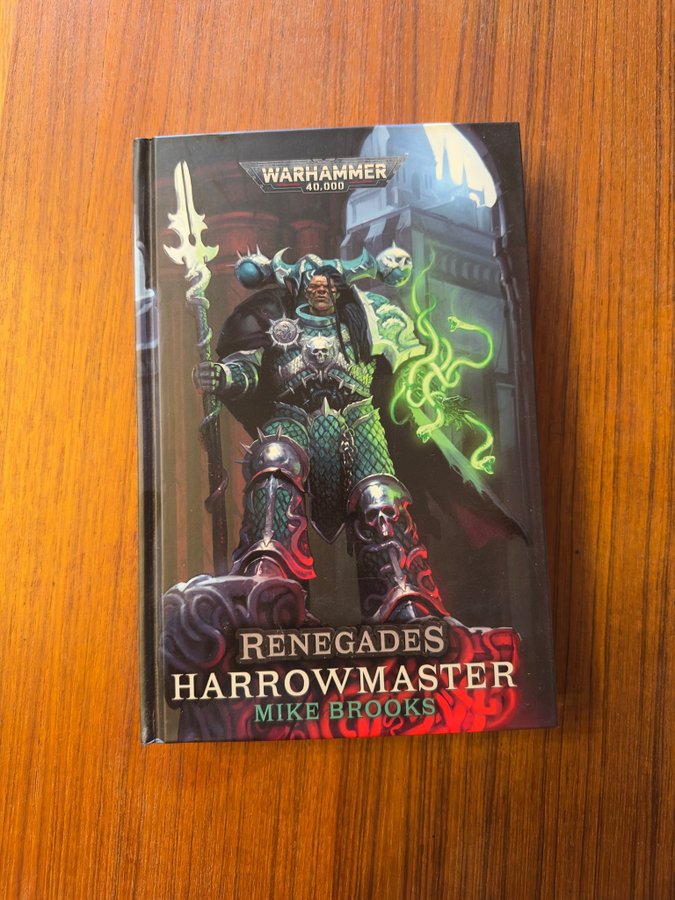 WARHAMMER
40,000
RENEGADES
HARROWMASTER
MIKE BROOKS